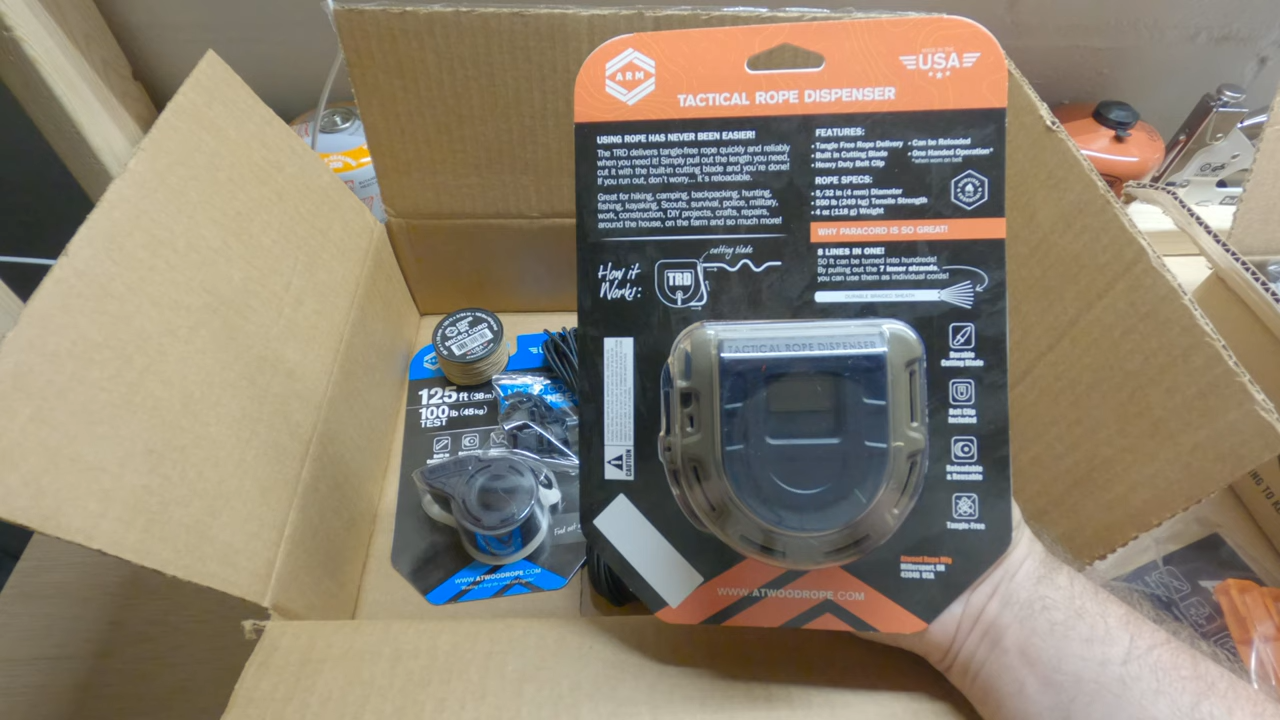 ARM
TACTICAL ROPE DISPENSER
MADE IN THE
USA
USING ROPE HAS NEVER BEEN EASIER!
The TRD delivers tangle-free rope quickly and reliably
when you need it! Simply pull out the length you need,
cut it with the built-in cutting blade and you're done!
If you run out, don't worry... it's reloadable.
Great for hiking, camping, backpacking, hunting,
fishing, kayaking, Scouts, survival, police, military,
work, construction, DIY projects, crafts, repairs,
around the house, on the farm and so much more!
FEATURES:
• Tangle Free Rope Delivery
• Built in Cutting Blade
• Heavy Duty Belt Clip
• Can be Reloaded
• One Handed Operation*
*when worn on belt
ROPE SPECS:
• 5/32 in (4 mm) Diameter
• 550 lb (249 kg) Tensile Strength
• 4 oz (118 g) Weight
WHY PARACORD IS SO GREAT!
8 LINES IN ONE!
50 ft can be turned into hundreds!
By pulling out the 7 inner strands,
you can use them as individual cords!
DURABLE BRAIDED SHEATH
How it
Works:
cutting blade
TRD
TACTICAL ROPE DISPENSER
Durable
Cutting Blade
Belt Clip
Included
Reloadable
& Reusable
Tangle-Free
CAUTION
Atwood Rope Mfg
Millersport, OH
43046 USA
WWW.ATWOODROPE.COM
MICRO CORD
125 ft (38m)
100 lb (45kg)
TEST
WWW.ATWOODROPE.COM